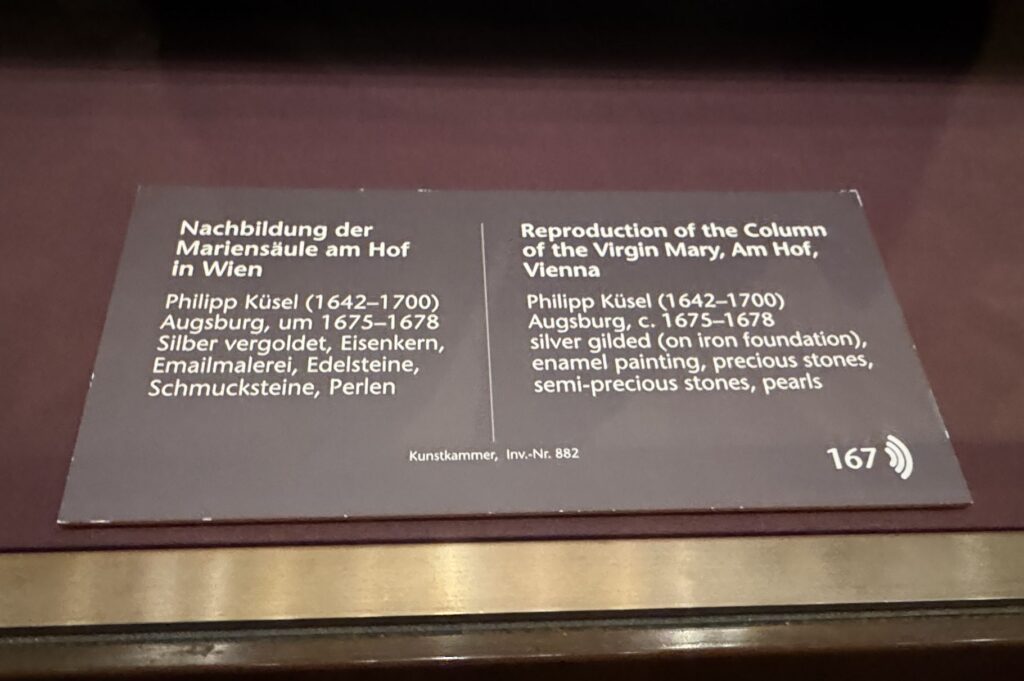 Nachbildung der
Mariensäule am Hof
in Wien
Philipp Küsel (1642–1700)
Augsburg, um 1675–1678
Silber vergoldet, Eisenkern,
Emailmalerei, Edelsteine,
Schmucksteine, Perlen
Reproduction of the Column
of the Virgin Mary, Am Hof,
Vienna
Philipp Küsel (1642–1700)
Augsburg, c. 1675–1678
silver gilded (on iron foundation),
enamel painting, precious stones,
semi-precious stones, pearls
Kunstkammer, Inv.-Nr. 882
167